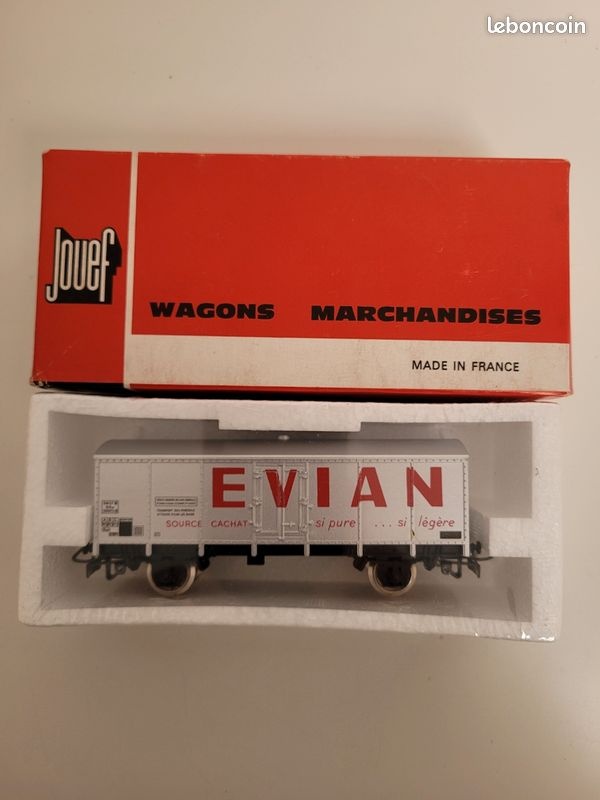 leboncoin
Jouef
WAGONS MARCHANDISES
MADE IN FRANCE
EVIAN
SOURCE CACHAT si pure ... si légère